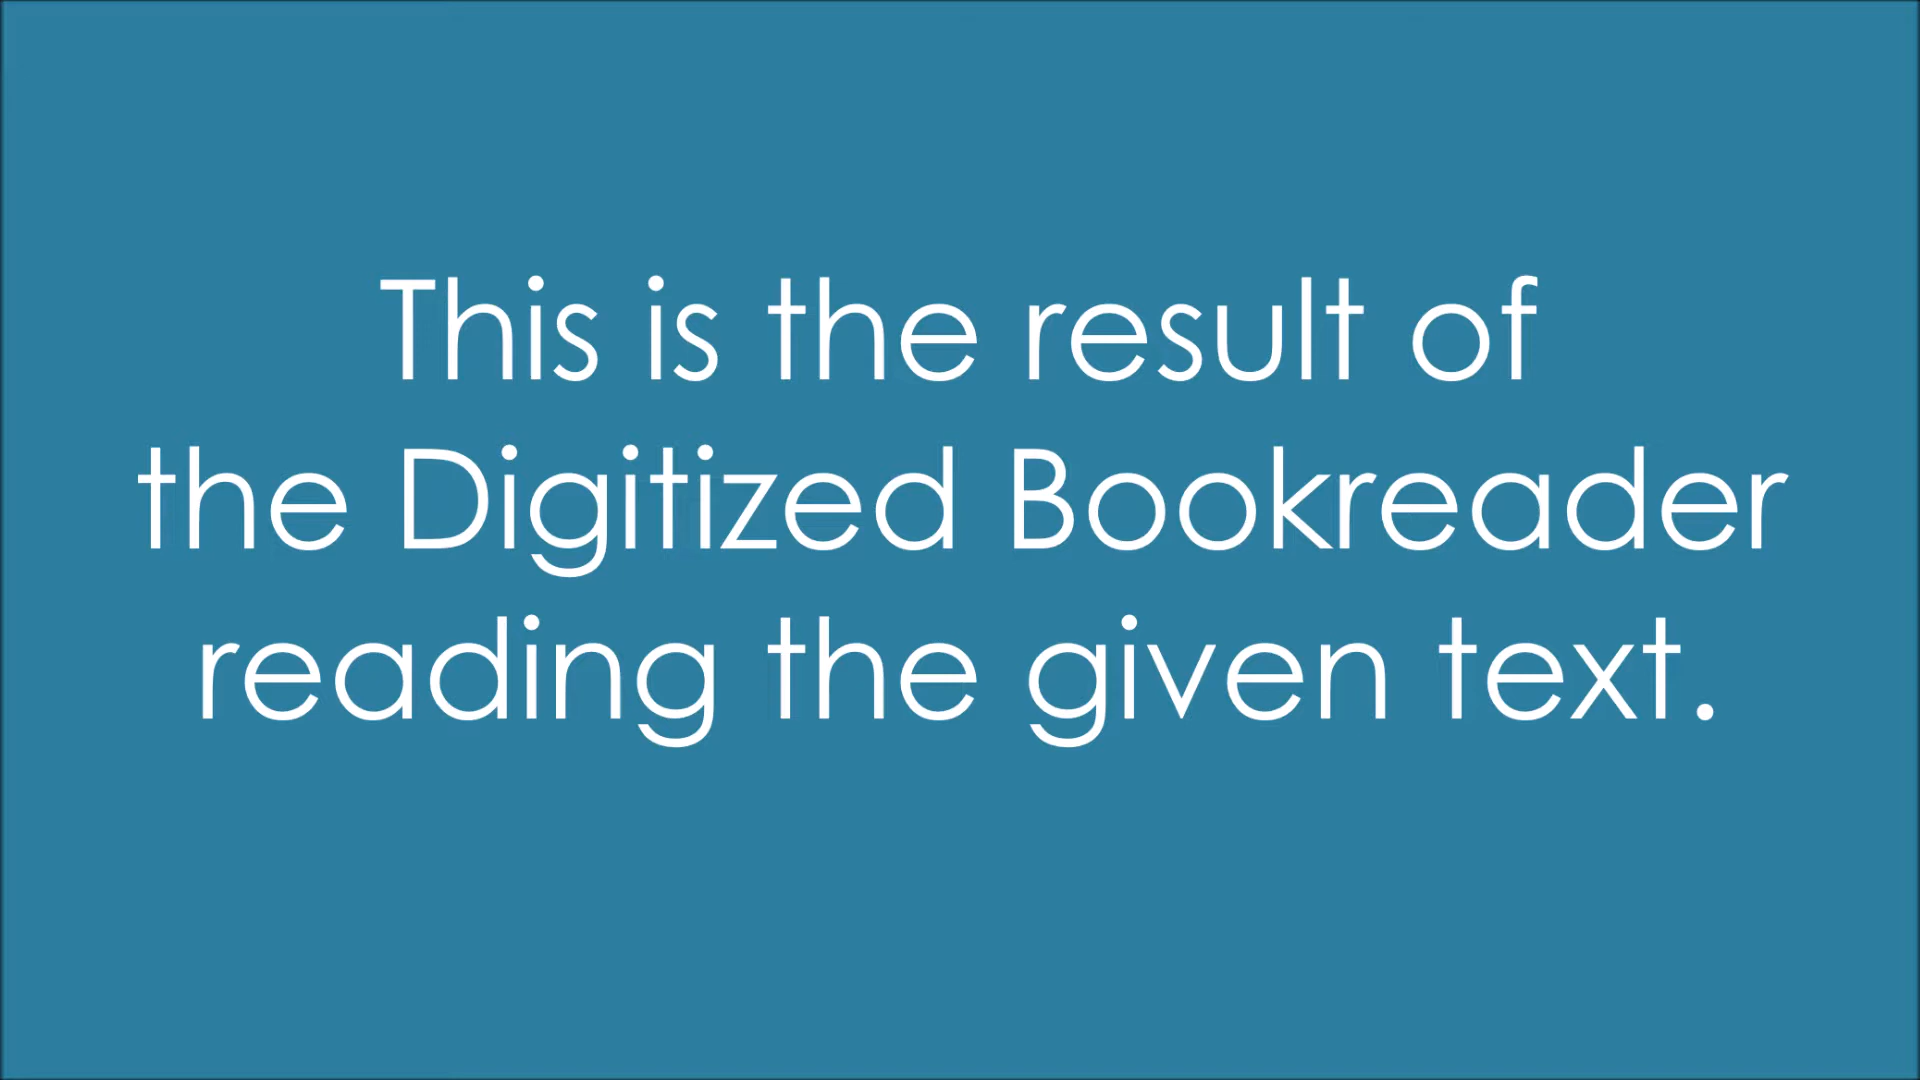 This is the result of
the Digitized Bookreader
reading the given text.